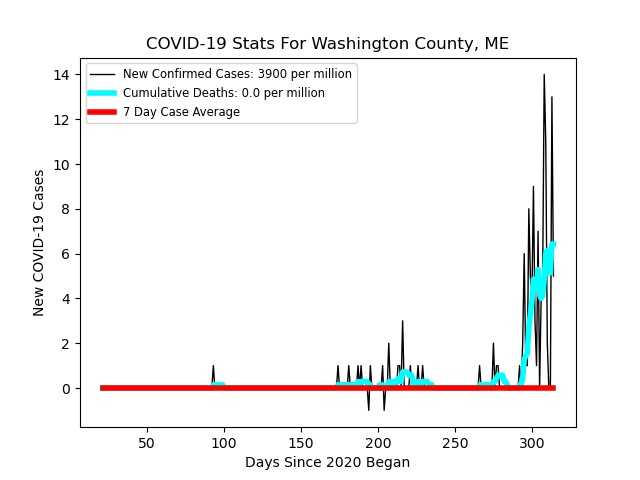 COVID-19 Stats For Washington County, ME
New Confirmed Cases: 3900 per million
Cumulative Deaths: 0.0 per million
7 Day Case Average
14
12
10
8
6
4
2
0
New COVID-19 Cases
50 100 150 200 250 300
Days Since 2020 Began